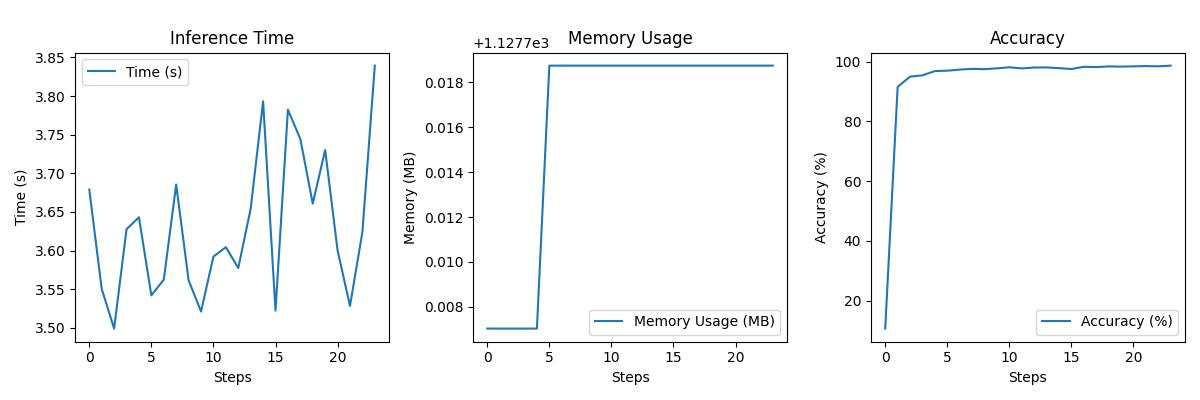 Inference Time
Time (s)
3.85
3.80
3.75
3.70
3.65
3.60
3.55
3.50
Time (s)
0 5 10 15 20
Steps
+1.1277e3 Memory Usage
0.018
0.016
0.014
0.012
0.010
0.008
Memory (MB)
Memory Usage (MB)
0 5 10 15 20
Steps
Accuracy
100
80
60
40
20
Accuracy (%)
Accuracy (%)
0 5 10 15 20
Steps